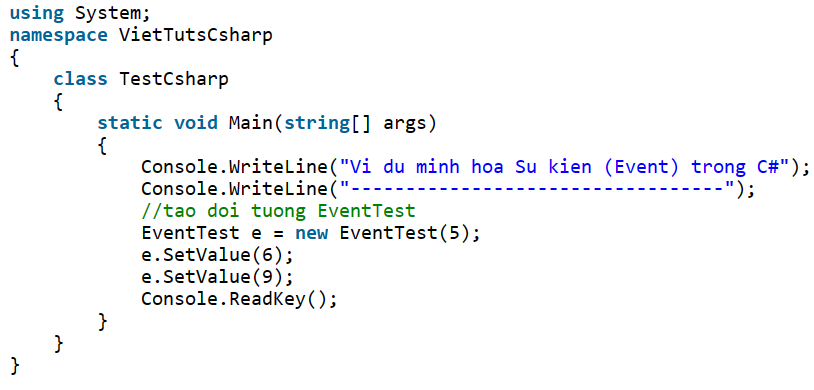 using System;
namespace VietTutsCsharp
{
    class TestCsharp
    {
        static void Main(string[] args)
        {
            Console.WriteLine("Vi du minh hoa Su kien (Event) trong C#");
            Console.WriteLine("----------------------------------");
            //tao doi tuong EventTest
            EventTest e = new EventTest(5);
            e.SetValue(6);
            e.SetValue(9);
            Console.ReadKey();
        }
    }
}